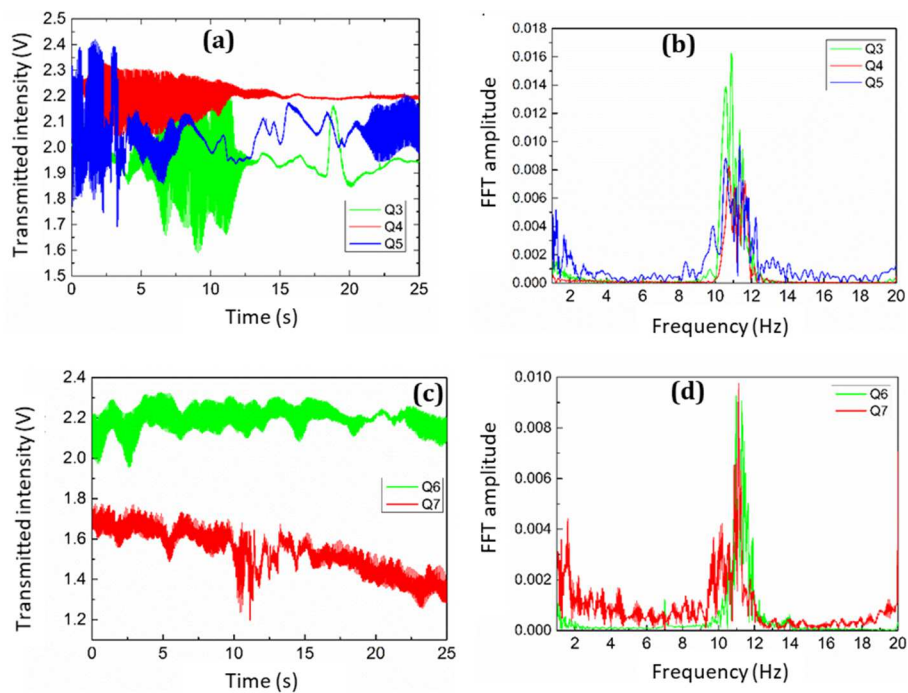 (a)
Transmitted intensity (V)
2.5
2.4
2.3
2.2
2.1
2.0
1.9
1.8
1.7
1.6
1.5
Q3
Q4
Q5
0 5 10 15 20 25
Time (s)
(b)
FFT amplitude
0.018
0.016
0.014
0.012
0.010
0.008
0.006
0.004
0.002
0.000
Q3
Q4
Q5
2 4 6 8 10 12 14 16 18 20
Frequency (Hz)
(c)
Transmitted intensity (V)
2.4
2.2
2.0
1.8
1.6
1.4
1.2
Q6
Q7
0 5 10 15 20 25
Time (s)
(d)
FFT amplitude
0.010
0.008
0.006
0.004
0.002
0.000
Q6
Q7
2 4 6 8 10 12 14 16 18 20
Frequency (Hz)